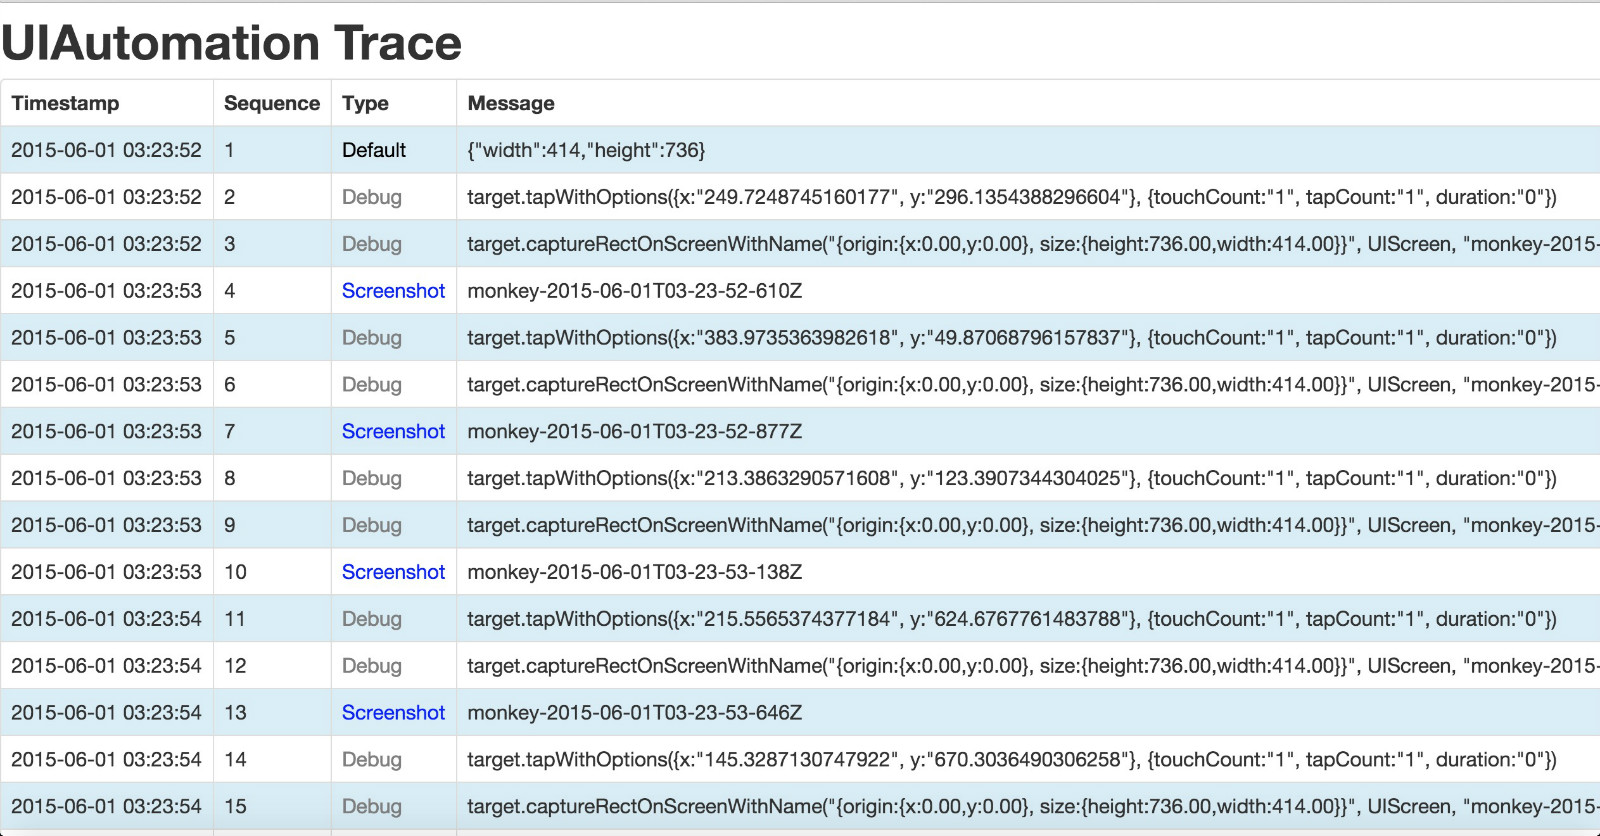 UIAutomation Trace
Timestamp Sequence Type Message
2015-06-01 03:23:52 1 Default {"width":414,"height":736}
2015-06-01 03:23:52 2 Debug target.tapWithOptions({x:"249.7248745160177", y:"296.1354388296604"}, {touchCount:"1", tapCount:"1", duration:"0"})
2015-06-01 03:23:52 3 Debug target.captureRectOnScreenWithName("{origin:{x:0.00,y:0.00}, size:{height:736.00,width:414.00}}", UIScreen, "monkey-2015-
2015-06-01 03:23:53 4 Screenshot monkey-2015-06-01T03-23-52-610Z
2015-06-01 03:23:53 5 Debug target.tapWithOptions({x:"383.9735363982618", y:"49.87068796157837"}, {touchCount:"1", tapCount:"1", duration:"0"})
2015-06-01 03:23:53 6 Debug target.captureRectOnScreenWithName("{origin:{x:0.00,y:0.00}, size:{height:736.00,width:414.00}}", UIScreen, "monkey-2015-
2015-06-01 03:23:53 7 Screenshot monkey-2015-06-01T03-23-52-877Z
2015-06-01 03:23:53 8 Debug target.tapWithOptions({x:"213.3863290571608", y:"123.3907344304025"}, {touchCount:"1", tapCount:"1", duration:"0"})
2015-06-01 03:23:53 9 Debug target.captureRectOnScreenWithName("{origin:{x:0.00,y:0.00}, size:{height:736.00,width:414.00}}", UIScreen, "monkey-2015-
2015-06-01 03:23:53 10 Screenshot monkey-2015-06-01T03-23-53-138Z
2015-06-01 03:23:54 11 Debug target.tapWithOptions({x:"215.5565374377184", y:"624.6767761483788"}, {touchCount:"1", tapCount:"1", duration:"0"})
2015-06-01 03:23:54 12 Debug target.captureRectOnScreenWithName("{origin:{x:0.00,y:0.00}, size:{height:736.00,width:414.00}}", UIScreen, "monkey-2015-
2015-06-01 03:23:54 13 Screenshot monkey-2015-06-01T03-23-53-646Z
2015-06-01 03:23:54 14 Debug target.tapWithOptions({x:"145.3287130747922", y:"670.3036490306258"}, {touchCount:"1", tapCount:"1", duration:"0"})
2015-06-01 03:23:54 15 Debug target.captureRectOnScreenWithName("{origin:{x:0.00,y:0.00}, size:{height:736.00,width:414.00}}", UIScreen, "monkey-2015-